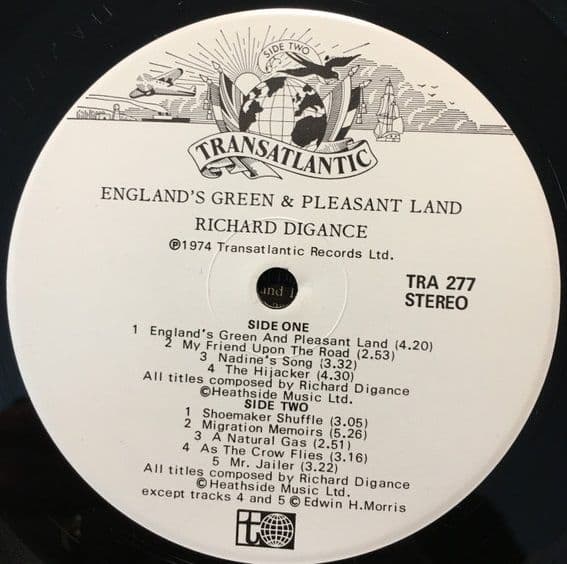 SIDE TWO
TRANSATLANTIC
ENGLAND'S GREEN & PLEASANT LAND
RICHARD DIGANCE
Ⓟ1974 Transatlantic Records Ltd.
TRA 277
STEREO
and
SIDE ONE
1 England's Green And Pleasant Land (4.20)
2 My Friend Upon The Road (2.53)
3 Nadine's Song (3.32)
4 The Hijacker (4.30)
All titles composed by Richard Digance
©Heathside Music Ltd.
SIDE TWO
1 Shoemaker Shuffle (3.05)
2 Migration Memoirs (5.26)
3 A Natural Gas (2.51)
4 As The Crow Flies (3.16)
5 Mr. Jailer (3.22)
All titles composed by Richard Digance
©Heathside Music Ltd.
except tracks 4 and 5 © Edwin H.Morris
t